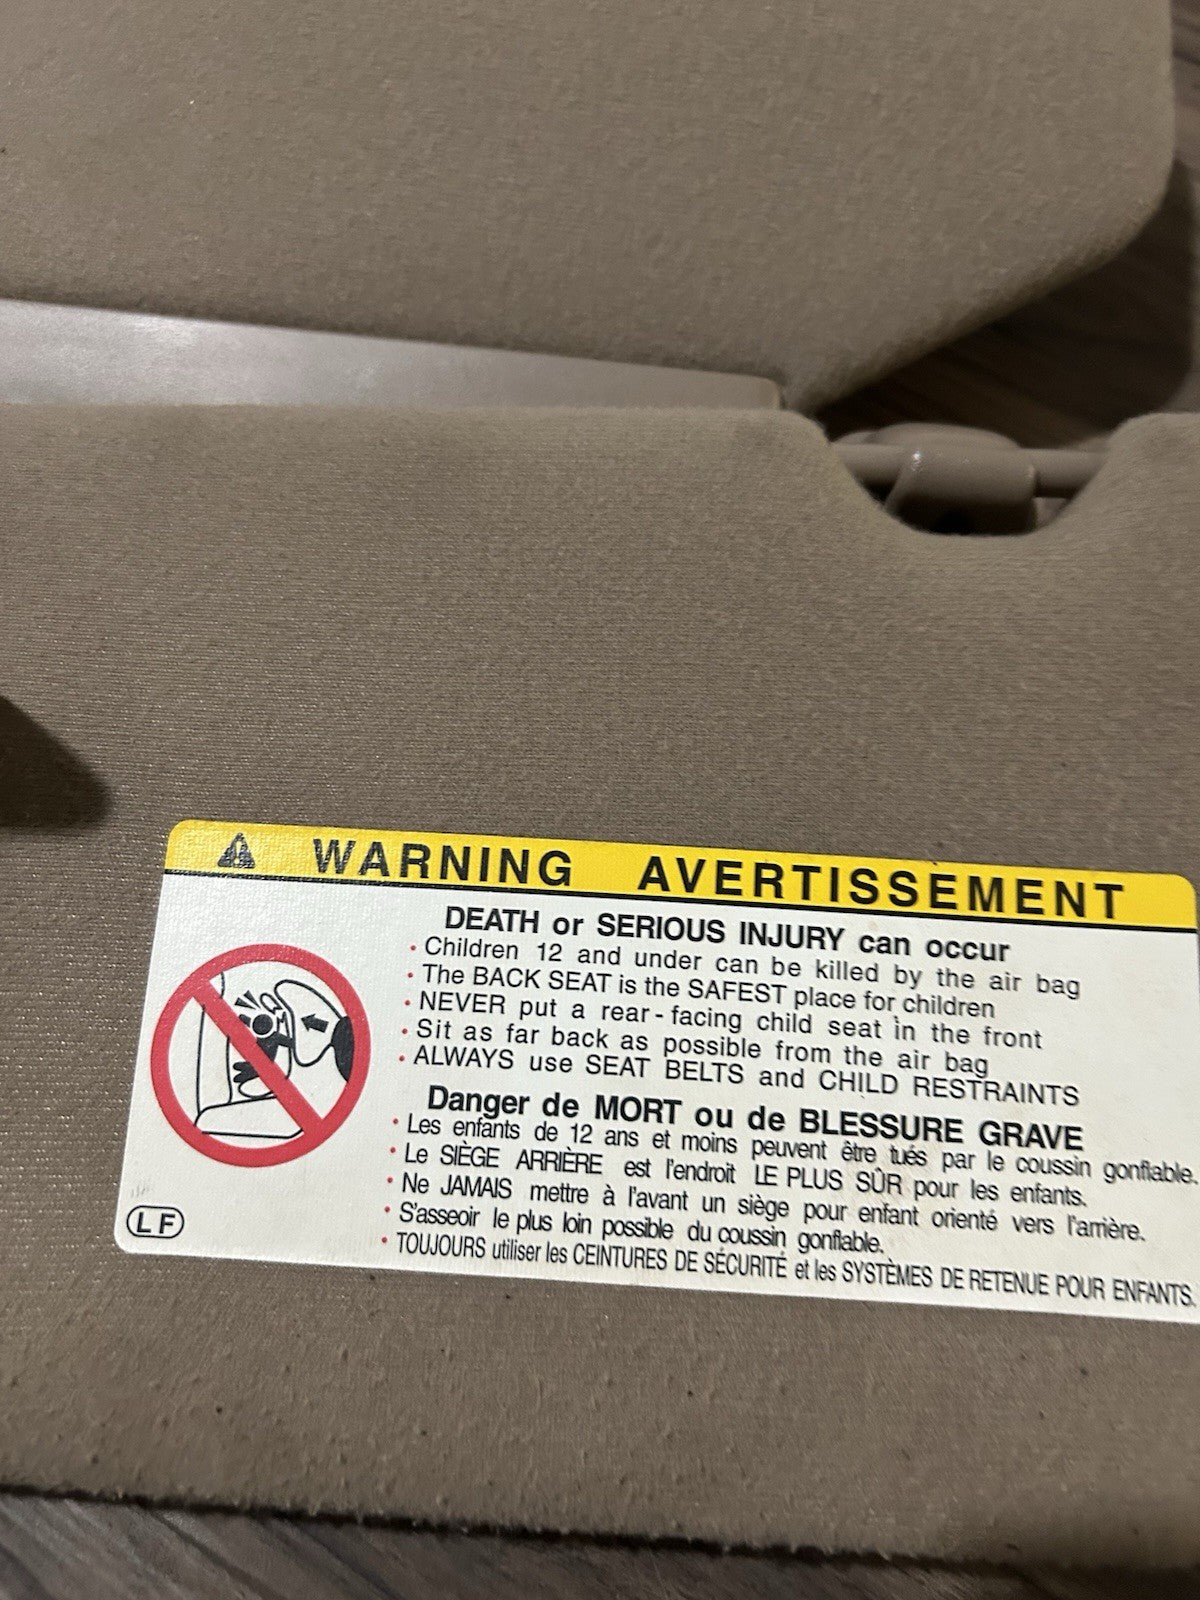 WARNING AVERTISSEMENT
DEATH or SERIOUS INJURY can occur
• Children 12 and under can be killed by the air bag
• The BACK SEAT is the SAFEST place for children
• NEVER put a rear-facing child seat in the front
• Sit as far back as possible from the air bag
• ALWAYS use SEAT BELTS and CHILD RESTRAINTS
Danger de MORT ou de BLESSURE GRAVE
• Les enfants de 12 ans et moins peuvent être tués par le coussin gonflable.
• Le SIÈGE ARRIÈRE est l'endroit LE PLUS SÛR pour les enfants.
• Ne JAMAIS mettre à l'avant un siège pour enfant orienté vers l'arrière.
• S'asseoir le plus loin possible du coussin gonflable.
• TOUJOURS utiliser les CEINTURES DE SÉCURITÉ et les SYSTÈMES DE RETENUE POUR ENFANTS.
LF